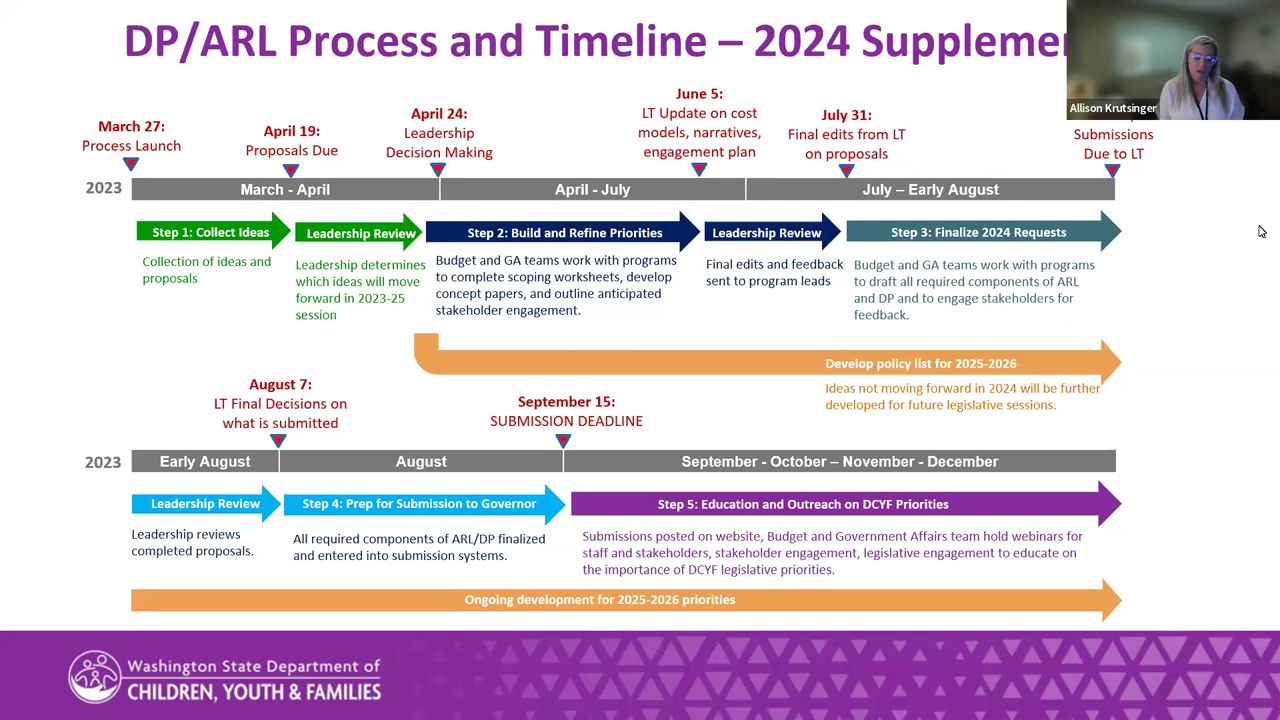 DP/ARL Process and Timeline – 2024 Supplemen
Allison Krutsinger
March 27:
Process Launch
April 19:
Proposals Due
April 24:
Leadership
Decision Making
June 5:
LT Update on cost
models, narratives,
engagement plan
July 31:
Final edits from LT
on proposals
Submissions
Due to LT
2023
March - April
April - July
July – Early August
Step 1: Collect Ideas
Leadership Review
Step 2: Build and Refine Priorities
Leadership Review
Step 3: Finalize 2024 Requests
Collection of ideas and
proposals
Leadership determines
which ideas will move
forward in 2023-25
session
Budget and GA teams work with programs
to complete scoping worksheets, develop
concept papers, and outline anticipated
stakeholder engagement.
Final edits and feedback
sent to program leads
Budget and GA teams work with programs
to draft all required components of ARL
and DP and to engage stakeholders for
feedback.
Develop policy list for 2025-2026
Ideas not moving forward in 2024 will be further
developed for future legislative sessions.
August 7:
LT Final Decisions on
what is submitted
September 15:
SUBMISSION DEADLINE
2023
Early August
August
September - October – November - December
Leadership Review
Step 4: Prep for Submission to Governor
Step 5: Education and Outreach on DCYF Priorities
Leadership reviews
completed proposals.
All required components of ARL/DP finalized
and entered into submission systems.
Submissions posted on website, Budget and Government Affairs team hold webinars for
staff and stakeholders, stakeholder engagement, legislative engagement to educate on
the importance of DCYF legislative priorities.
Ongoing development for 2025-2026 priorities
Washington State Department of
CHILDREN, YOUTH & FAMILIES